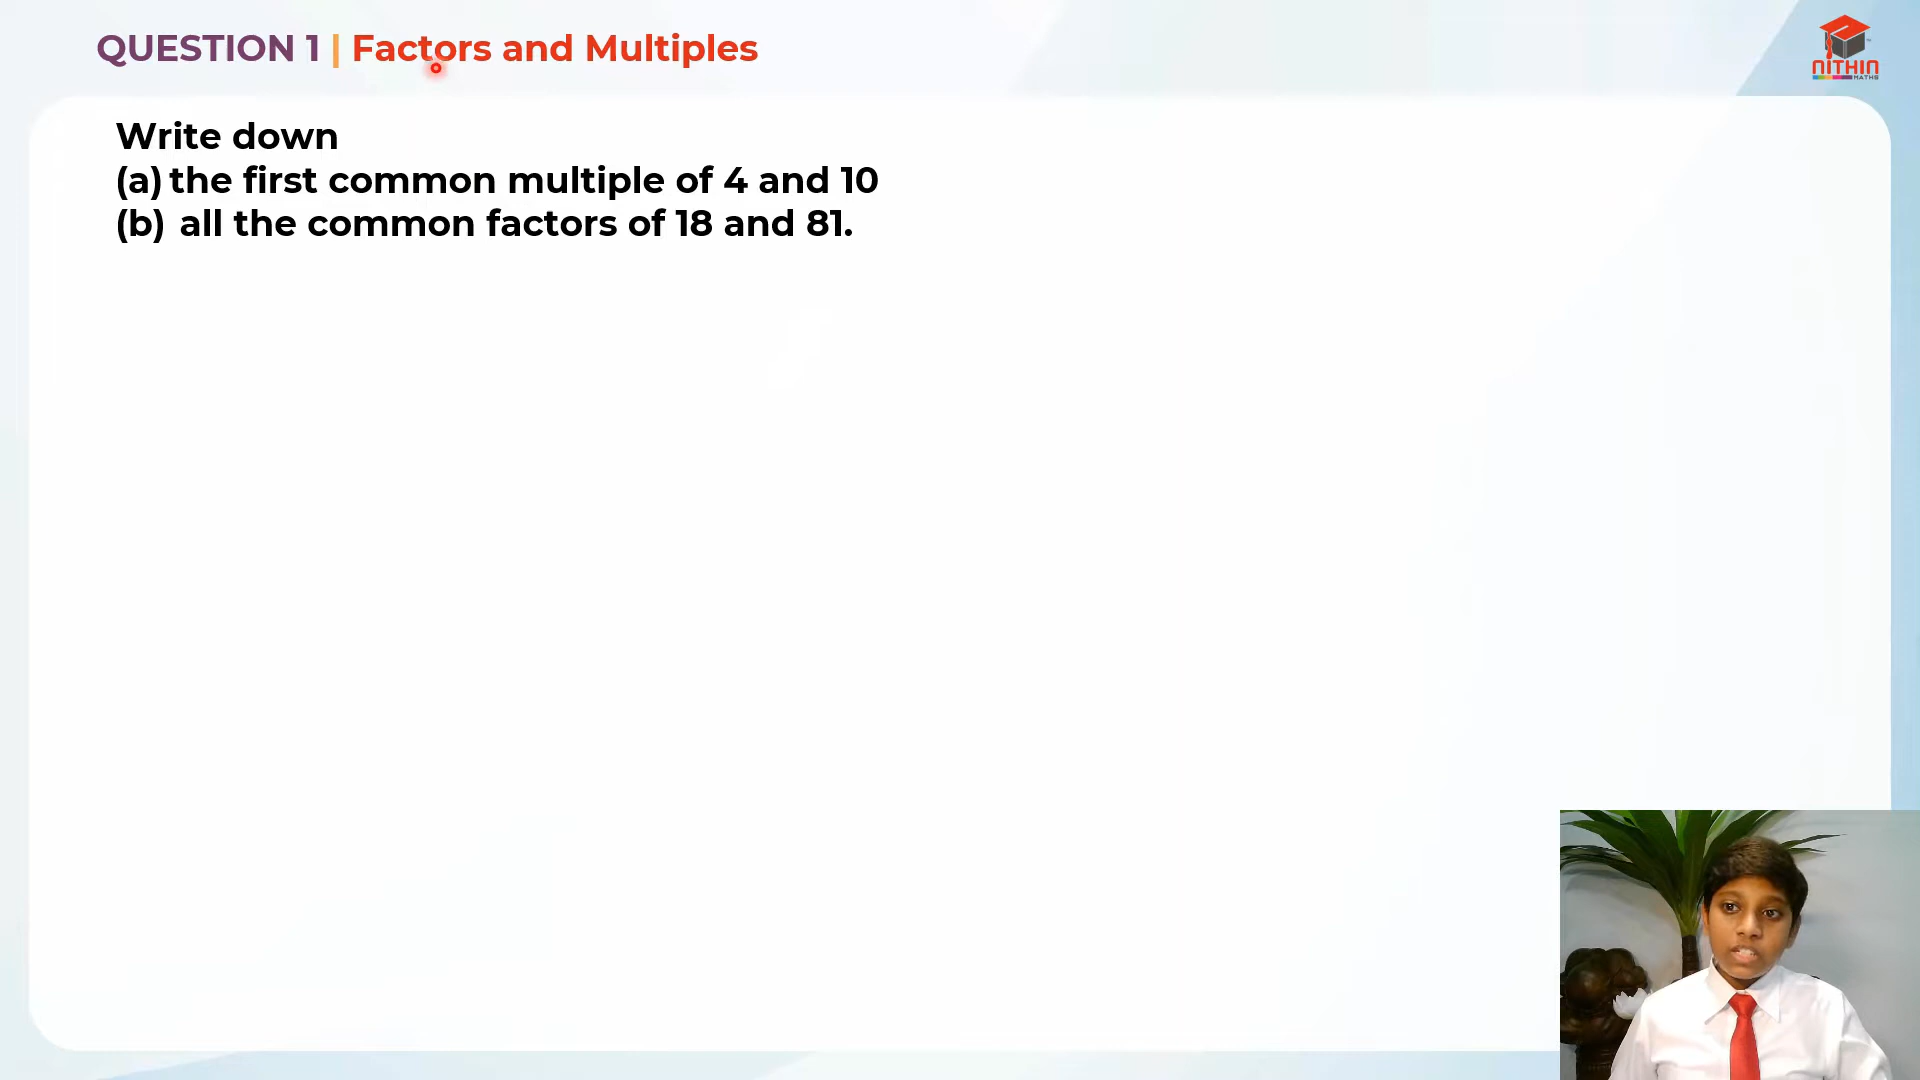 QUESTION 1 | Factors and Multiples
NITHIN
MATHS
Write down
(a) the first common multiple of 4 and 10
(b) all the common factors of 18 and 81.